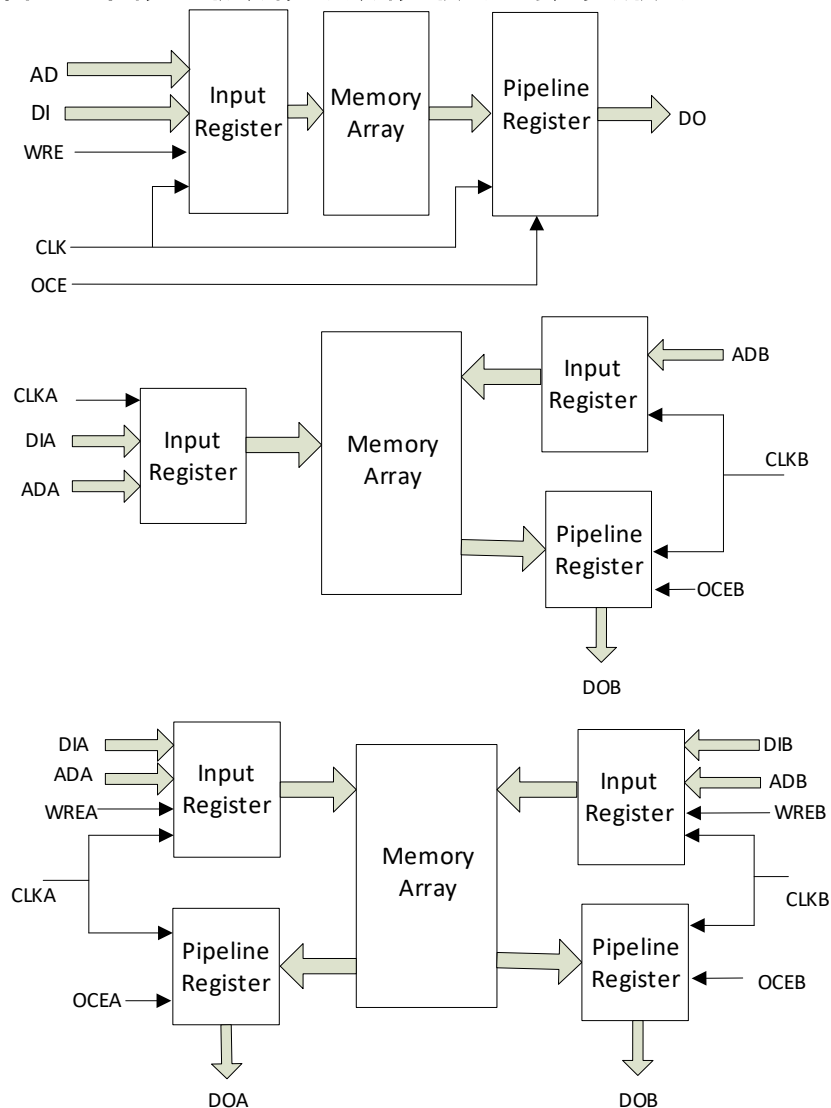 AD
DI
WRE
CLK
OCE
Input
Register
Memory
Array
Pipeline
Register
DO
CLKA
DIA
ADA
Input
Register
Memory
Array
Input
Register
ADB
CLKB
Pipeline
Register
OCEB
DOB
DIA
ADA
WREA
CLKA
OCEA
Input
Register
Pipeline
Register
DOA
Memory
Array
Input
Register
Pipeline
Register
DIB
ADB
WREB
CLKB
OCEB
DOB